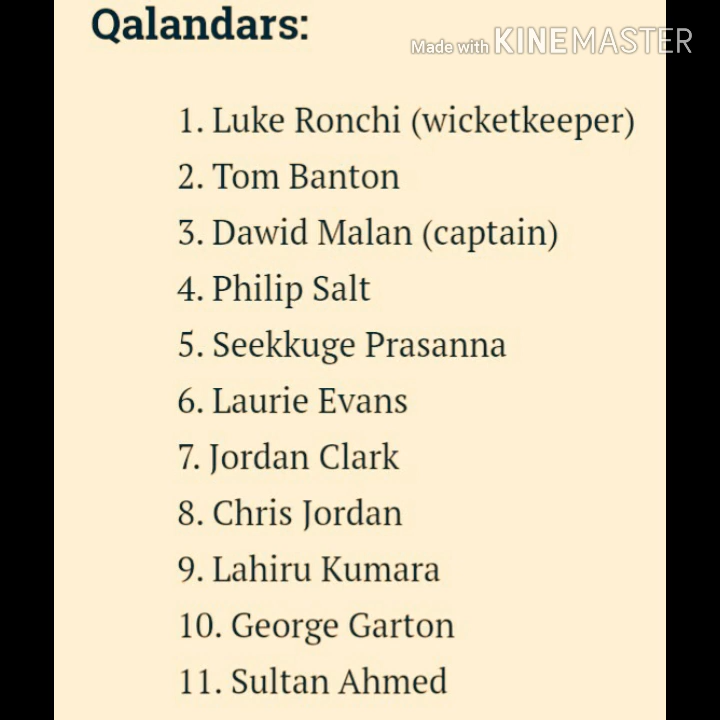 Qalandars:
Made with KINEMASTER
1. Luke Ronchi (wicketkeeper)
2. Tom Banton
3. Dawid Malan (captain)
4. Philip Salt
5. Seekkuge Prasanna
6. Laurie Evans
7. Jordan Clark
8. Chris Jordan
9. Lahiru Kumara
10. George Garton
11. Sultan Ahmed